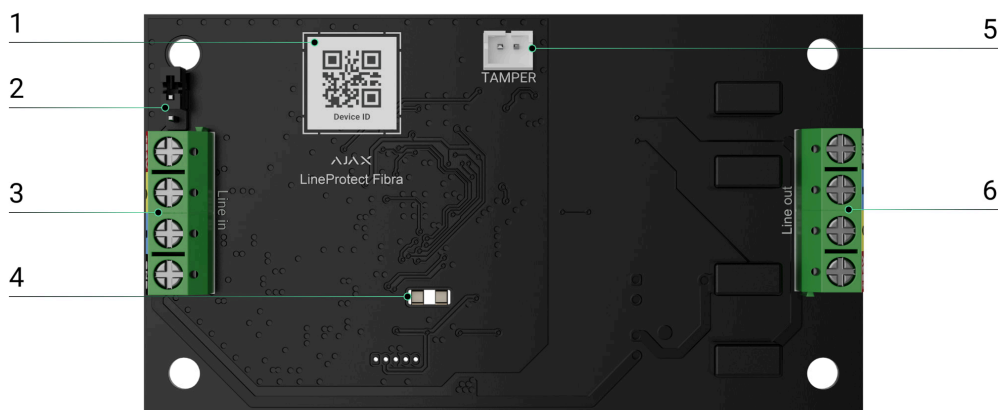 1
5
2
TAMPER
Device ID
AJAX
LineProtect Fibra
3
Line in
Line out
6
4